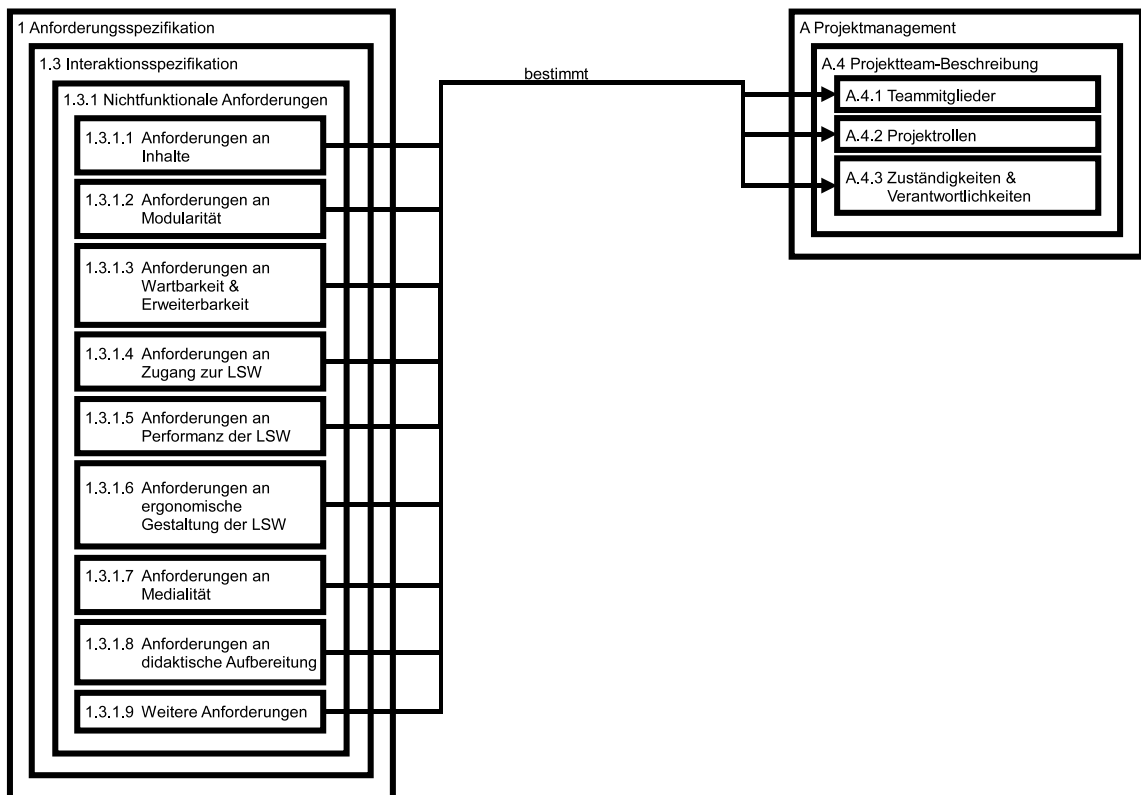 1 Anforderungsspezifikation
1.3 Interaktionsspezifikation
1.3.1 Nichtfunktionale Anforderungen
1.3.1.1 Anforderungen an
Inhalte
1.3.1.2 Anforderungen an
Modularität
1.3.1.3 Anforderungen an
Wartbarkeit &
Erweiterbarkeit
1.3.1.4 Anforderungen an
Zugang zur LSW
1.3.1.5 Anforderungen an
Performanz der LSW
1.3.1.6 Anforderungen an
ergonomische
Gestaltung der LSW
1.3.1.7 Anforderungen an
Medialität
1.3.1.8 Anforderungen an
didaktische Aufbereitung
1.3.1.9 Weitere Anforderungen
bestimmt
A Projektmanagement
A.4 Projektteam-Beschreibung
A.4.1 Teammitglieder
A.4.2 Projektrollen
A.4.3 Zuständigkeiten &
Verantwortlichkeiten